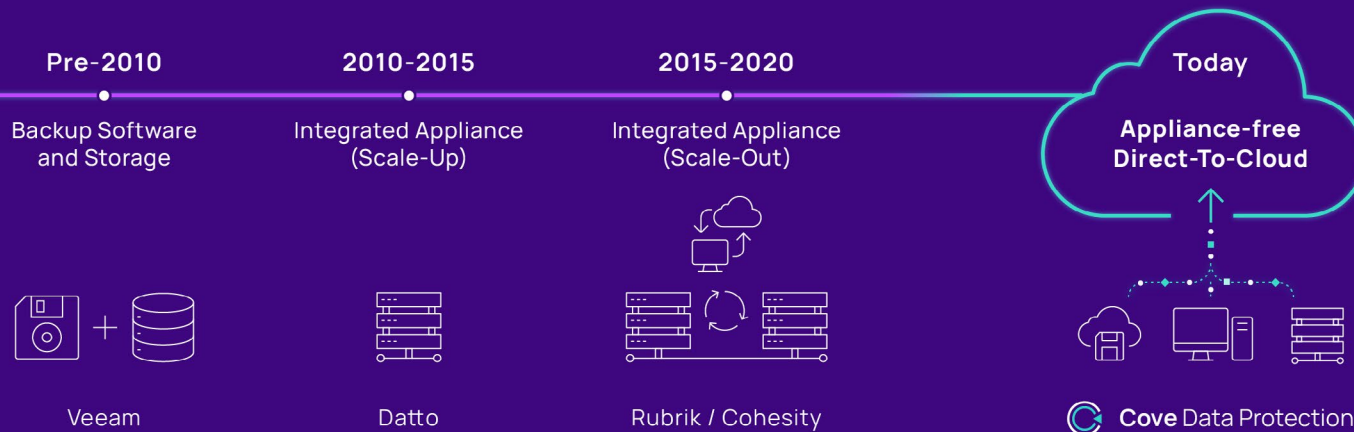 Pre-2010
Backup Software
and Storage
Veeam
2010-2015
Integrated Appliance
(Scale-Up)
Datto
2015-2020
Integrated Appliance
(Scale-Out)
Rubrik / Cohesity
Today
Appliance-free
Direct-To-Cloud
Cove Data Protection